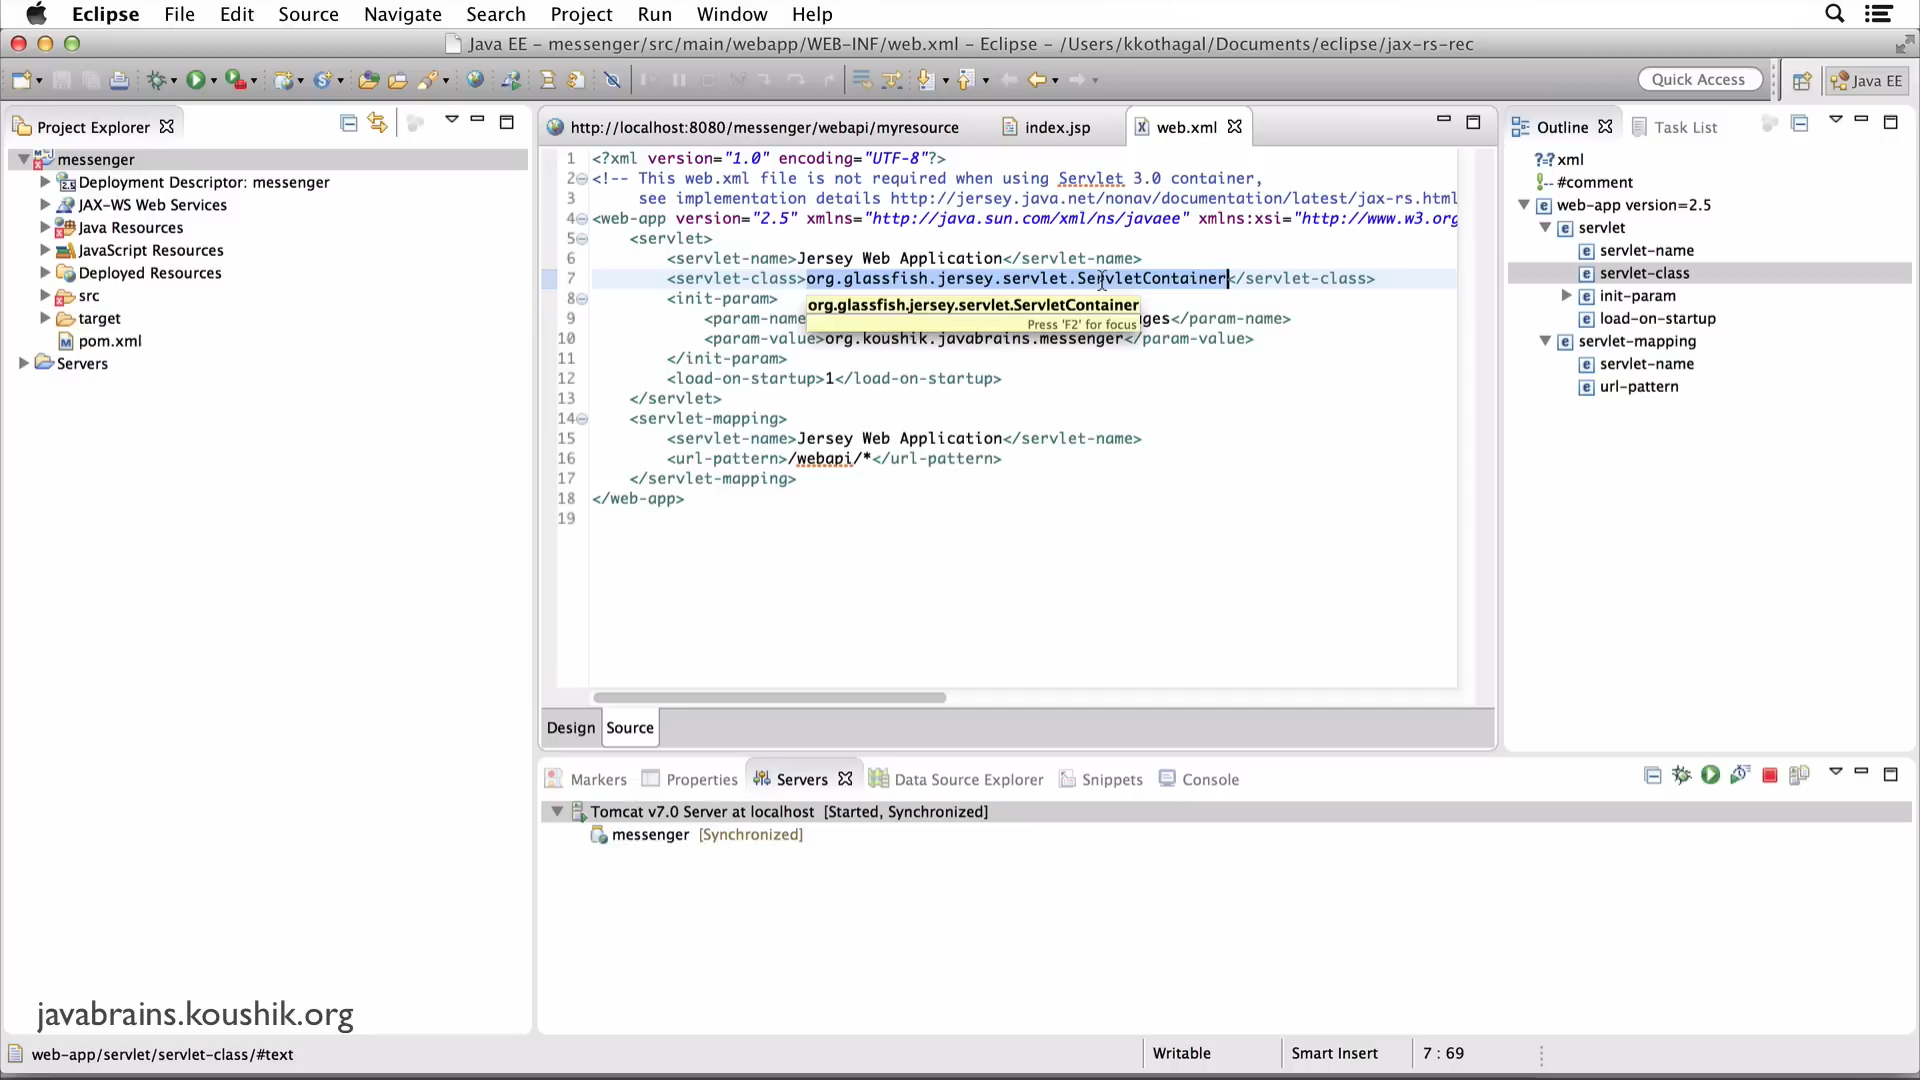 Eclipse File Edit Source Navigate Search Project Run Window Help
Java EE – messenger/src/main/webapp/WEB-INF/web.xml – Eclipse – /Users/kkothagal/Documents/eclipse/jax-rs-rec
Quick Access
Java EE
Project Explorer
messenger
Deployment Descriptor: messenger
JAX-WS Web Services
Java Resources
JavaScript Resources
Deployed Resources
src
target
pom.xml
Servers
http://localhost:8080/messenger/webapi/myresource
index.jsp
web.xml
1 <?xml version="1.0" encoding="UTF-8"?>
2 <!-- This web.xml file is not required when using Servlet 3.0 container,
3 see implementation details http://jersey.java.net/nonav/documentation/latest/jax-rs.html
4 <web-app version="2.5" xmlns="http://java.sun.com/xml/ns/javaee" xmlns:xsi="http://www.w3.org
5 <servlet>
6 <servlet-name>Jersey Web Application</servlet-name>
7 <servlet-class>org.glassfish.jersey.servlet.ServletContainer</servlet-class>
8 <init-param>
org.glassfish.jersey.servlet.ServletContainer
Press 'F2' for focus
9 <param-name ges</param-name>
10 <param-value>org.koushik.javabrains.messenger</param-value>
11 </init-param>
12 <load-on-startup>1</load-on-startup>
13 </servlet>
14 <servlet-mapping>
15 <servlet-name>Jersey Web Application</servlet-name>
16 <url-pattern>/webapi/*</url-pattern>
17 </servlet-mapping>
18 </web-app>
19
Design Source
Outline
Task List
xml
#comment
web-app version=2.5
servlet
servlet-name
servlet-class
init-param
load-on-startup
servlet-mapping
servlet-name
url-pattern
Markers Properties Servers Data Source Explorer Snippets Console
Tomcat v7.0 Server at localhost [Started, Synchronized]
messenger [Synchronized]
javabrains.koushik.org
web-app/servlet/servlet-class/#text
Writable
Smart Insert
7 : 69